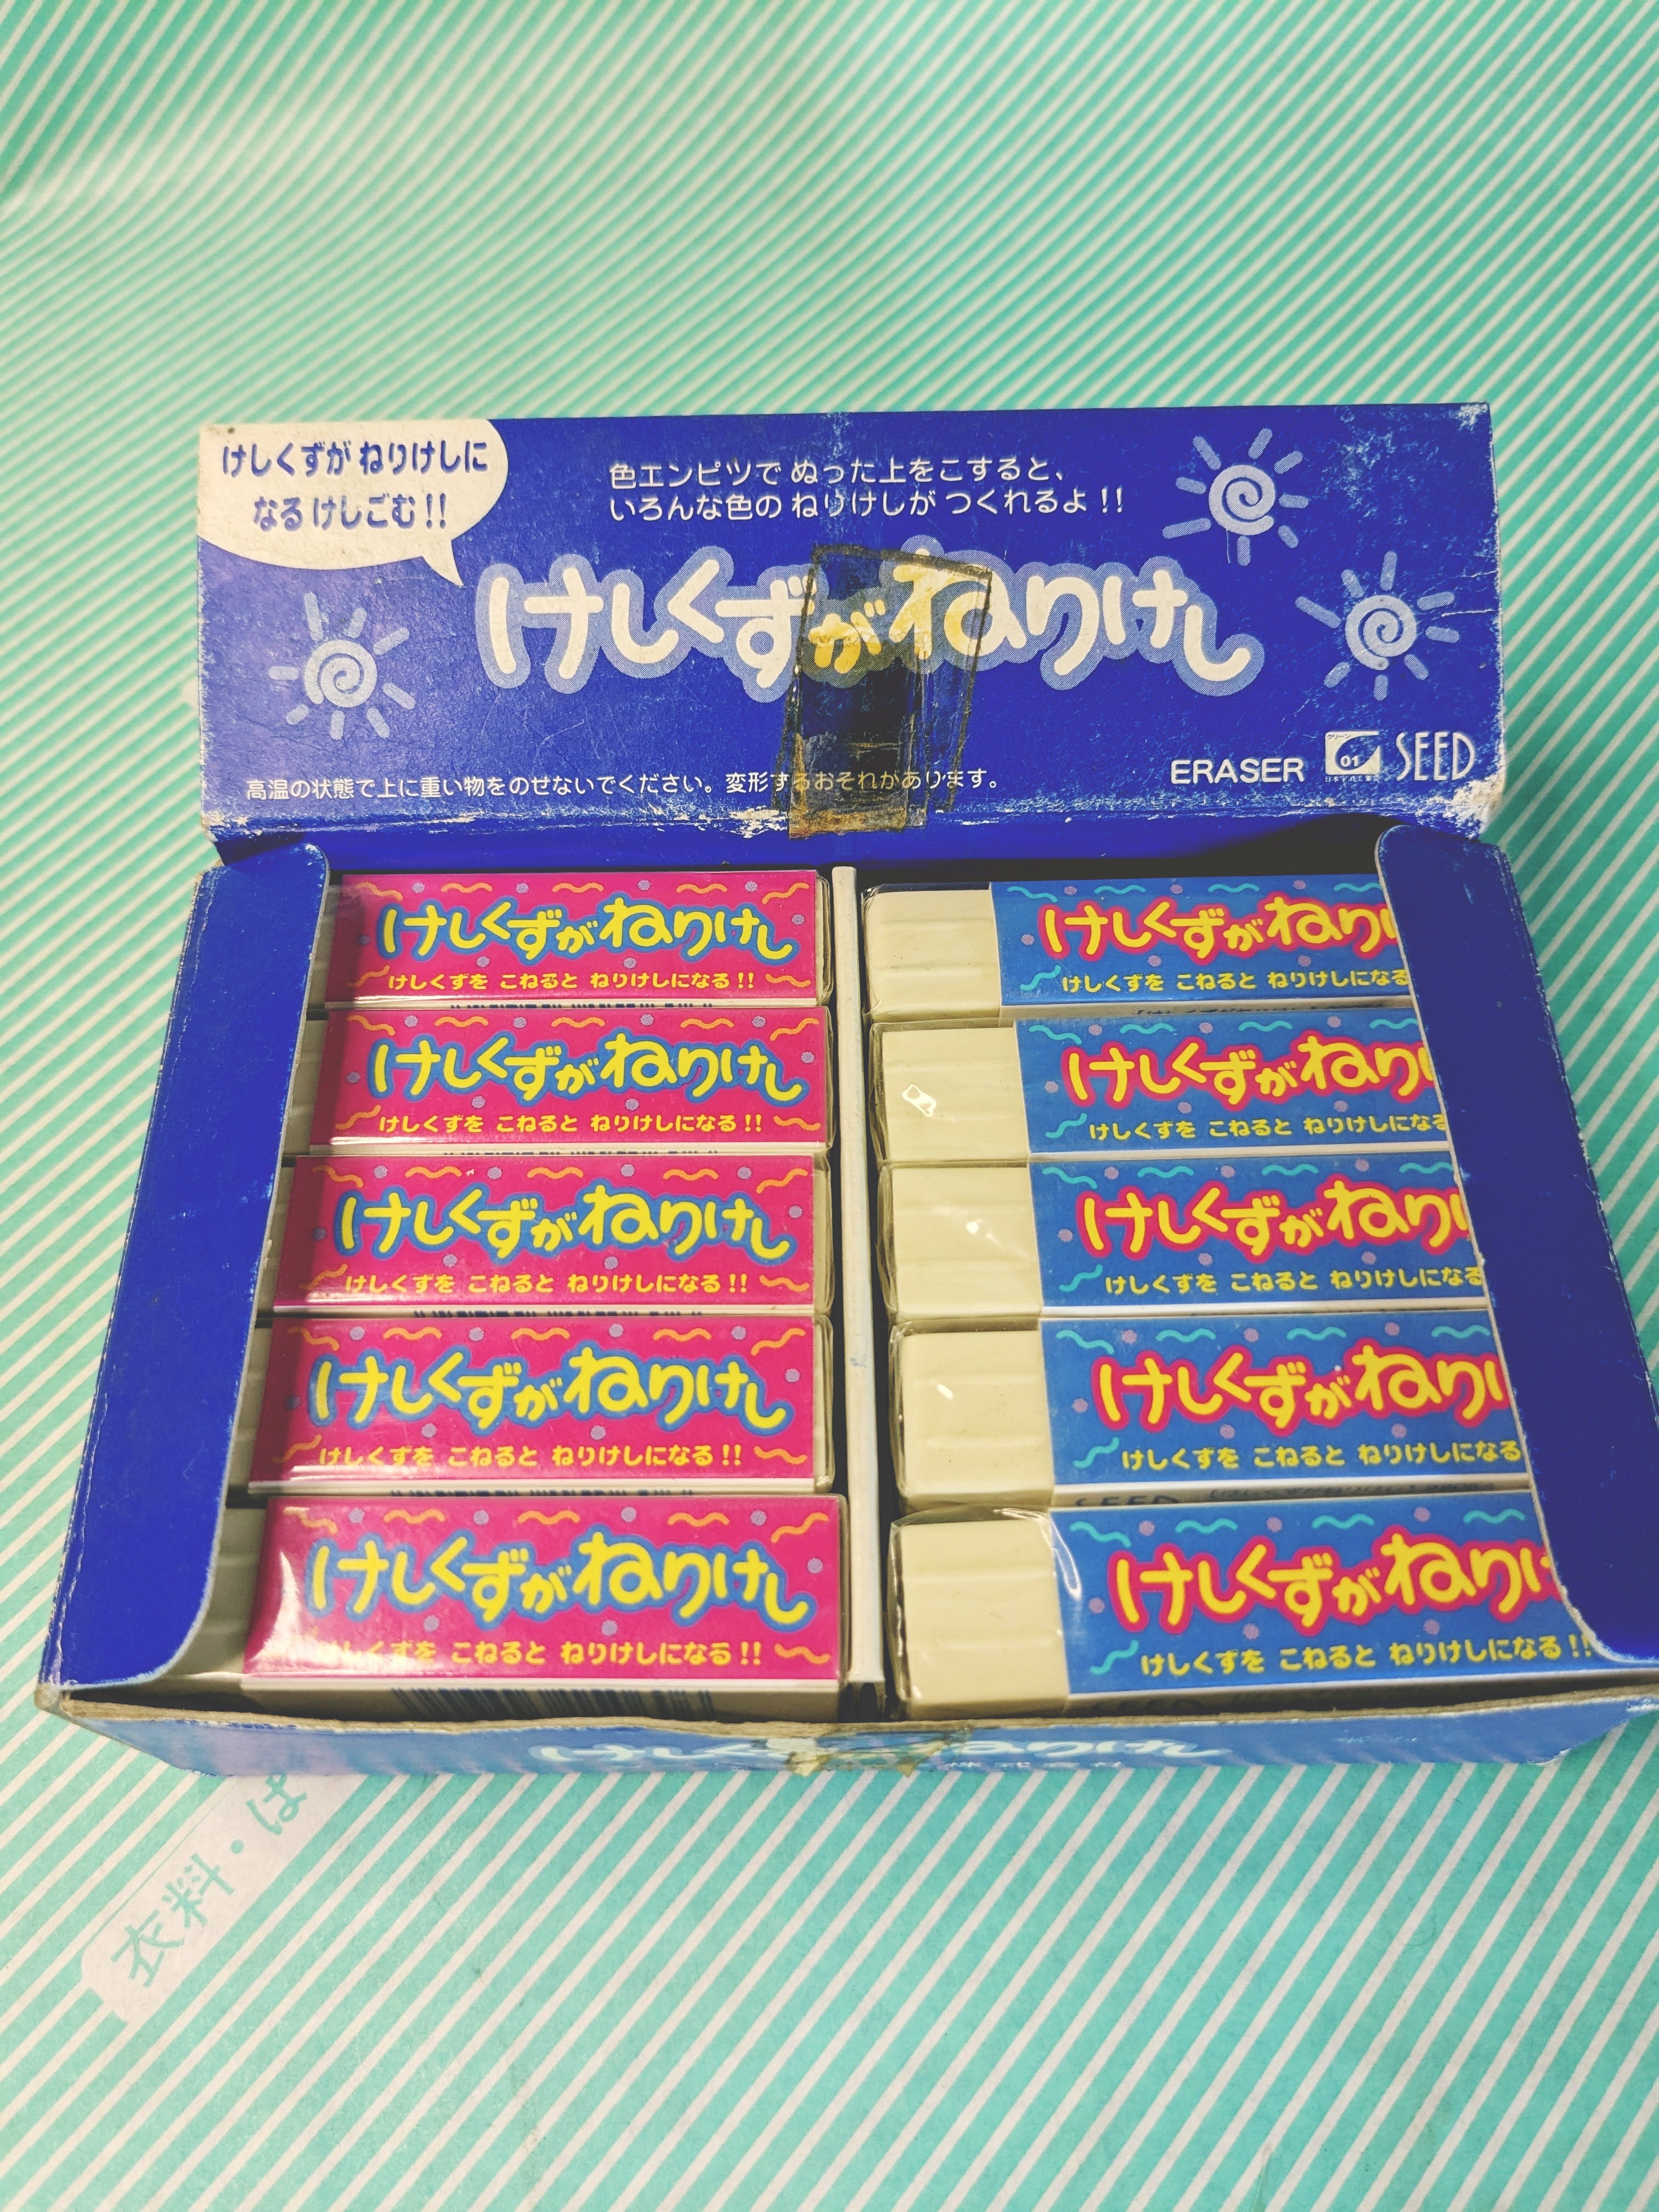 けしくずが ねりけしに
なる けしごむ!!
色エンピツで ぬった上をこすると、
いろんな色の ねりけしが つくれるよ!!
けしくずがねりけし
高温の状態で上に重い物をのせないでください。変形するおそれがあります。
ERASER
クリーン
01
SEED
けしくずがねりけし
けしくずを こねると ねりけしになる!!
けしくずがねりけし
けしくずを こねると ねりけしになる!!
けしくずがねりけし
けしくずを こねると ねりけしになる!!
けしくずがねりけし
けしくずを こねると ねりけしになる!!
けしくずがねりけし
けしくずを こねると ねりけしになる!!
けしくずがねり
けしくずを こねると ねりけしになる
けしくずがねり
けしくずを こねると ねりけしにな
けしくずがねり
けしくずを こねると ねりけしになる
けしくずがねり
けしくずを こねると ねりけしになる
SEED
けしくずがねりけ
けしくずを こねると ねりけしになる!!
けしくず ねりけし
衣料・は